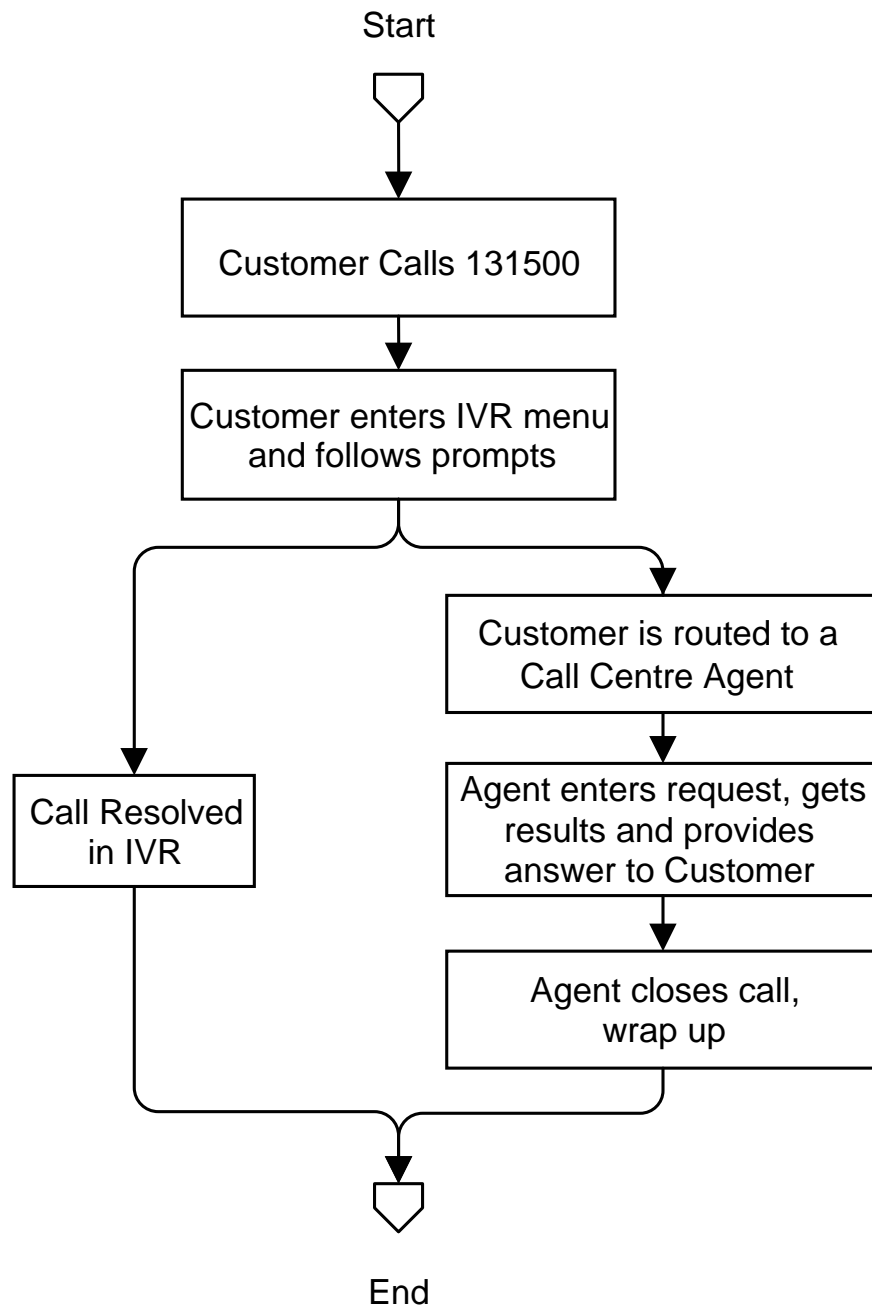 Start
Customer Calls 131500
Customer enters IVR menu
and follows prompts
Customer is routed to a
Call Centre Agent
Call Resolved
in IVR
Agent enters request, gets
results and provides
answer to Customer
Agent closes call,
wrap up
End